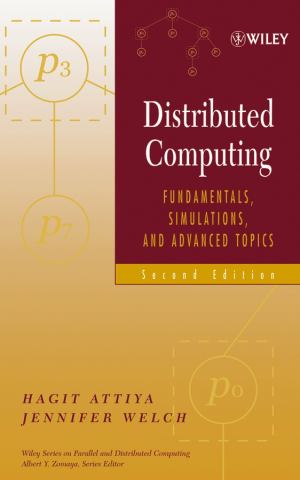 WILEY
p3
p7
Distributed
Computing
FUNDAMENTALS,
SIMULATIONS,
AND ADVANCED TOPICS
Second Edition
p0
HAGIT ATTIYA
JENNIFER WELCH
Wiley Series on Parallel and Distributed Computing
Albert Y. Zomaya, Series Editor